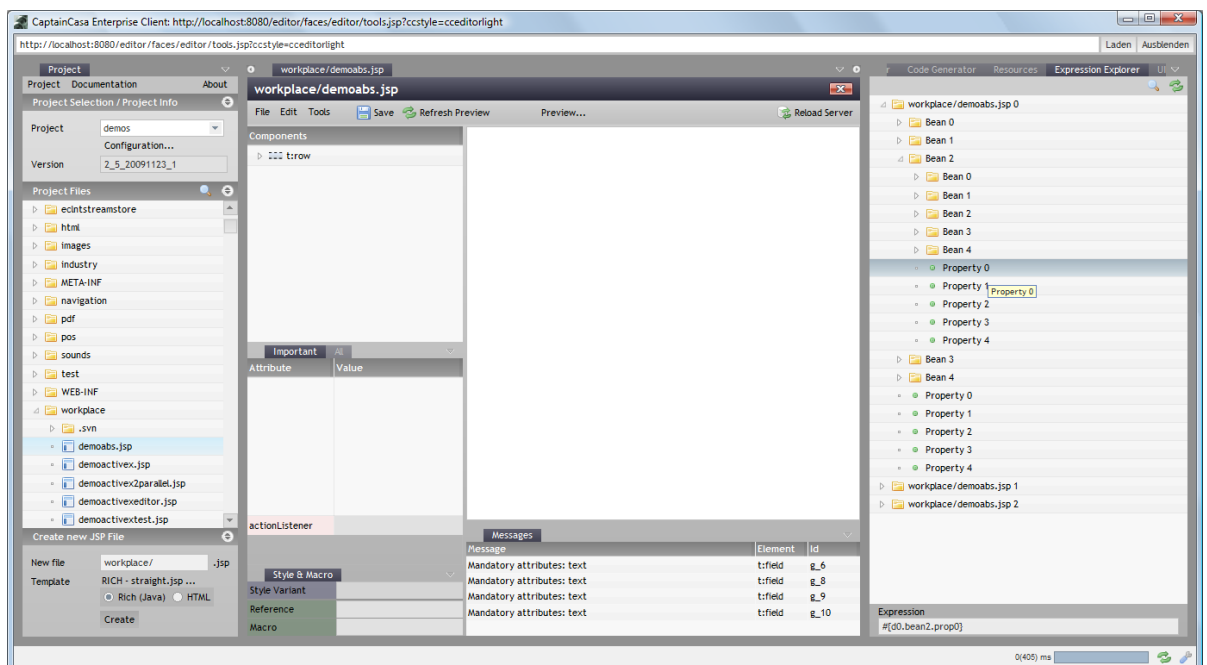 CaptainCasa Enterprise Client: http://localhost:8080/editor/faces/editor/tools.jsp?ccstyle=cceditorlight
http://localhost:8080/editor/faces/editor/tools.jsp?ccstyle=cceditorlight
Laden Ausblenden
Project
Project Documentation About
Project Selection / Project Info
Project demos
Configuration...
Version 2_5_20091123_1
Project Files
eclntstreamstore
html
images
industry
META-INF
navigation
pdf
pos
sounds
test
WEB-INF
workplace
.svn
demoabs.jsp
demoactivex.jsp
demoactivex2parallel.jsp
demoactivexeditor.jsp
demoactivextest.jsp
Create new JSP File
New file workplace/ .jsp
Template RICH - straight.jsp ...
Rich (Java) HTML
Create
workplace/demoabs.jsp
workplace/demoabs.jsp
File Edit Tools Save Refresh Preview Preview... Reload Server
Components
t:row
Important All
Attribute Value
actionListener
Style & Macro
Style Variant
Reference
Macro
Messages
Message Element Id
Mandatory attributes: text t:field g_6
Mandatory attributes: text t:field g_8
Mandatory attributes: text t:field g_9
Mandatory attributes: text t:field g_10
Code Generator Resources Expression Explorer
workplace/demoabs.jsp 0
Bean 0
Bean 1
Bean 2
Bean 0
Bean 1
Bean 2
Bean 3
Bean 4
Property 0
Property 1
Property 0
Property 2
Property 3
Property 4
Bean 3
Bean 4
Property 0
Property 1
Property 2
Property 3
Property 4
workplace/demoabs.jsp 1
workplace/demoabs.jsp 2
Expression
#{d0.bean2.prop0}
0(405) ms